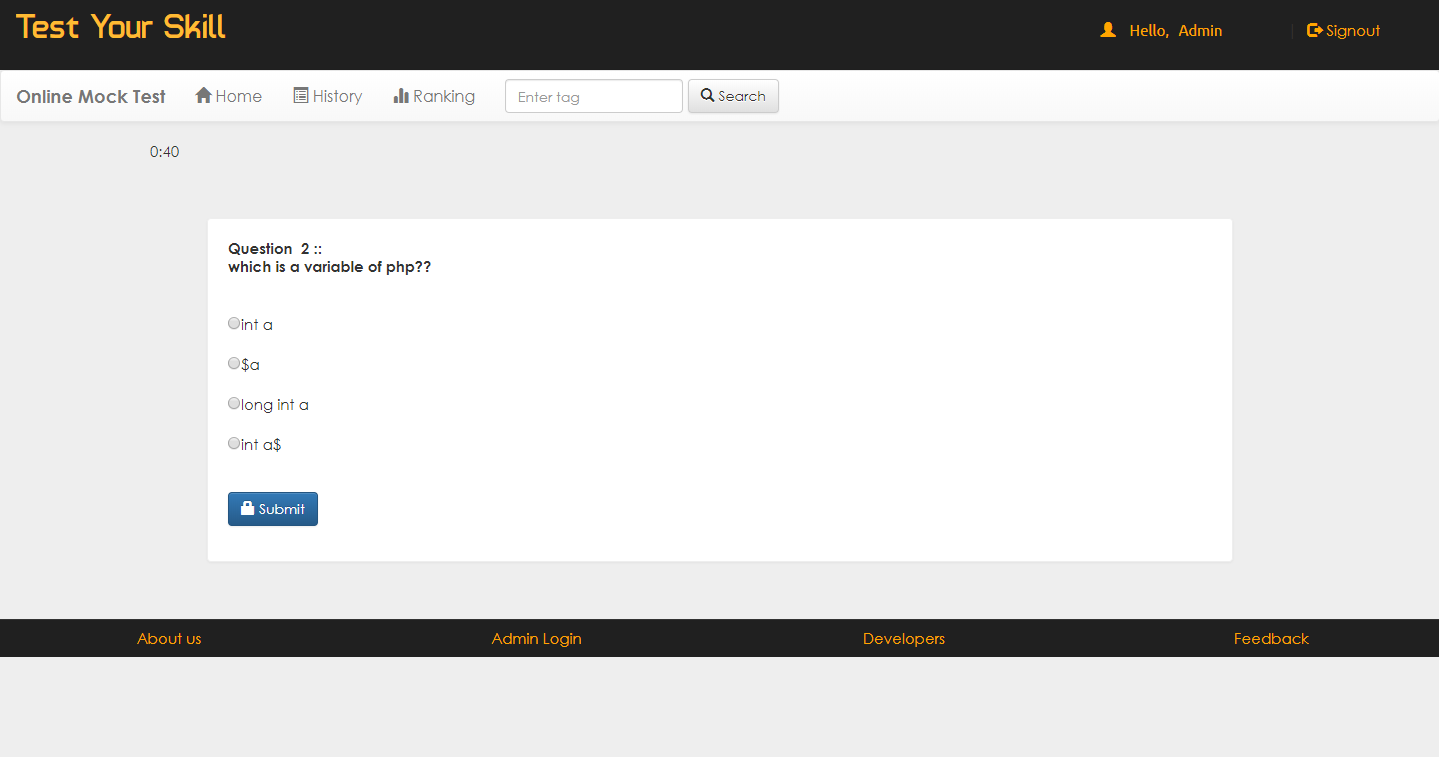 Test Your Skill
Hello, Admin
Signout
Online Mock Test
Home
History
Ranking
Enter tag
Search
0:40
Question 2 ::
which is a variable of php??
int a
$a
long int a
int a$
Submit
About us
Admin Login
Developers
Feedback